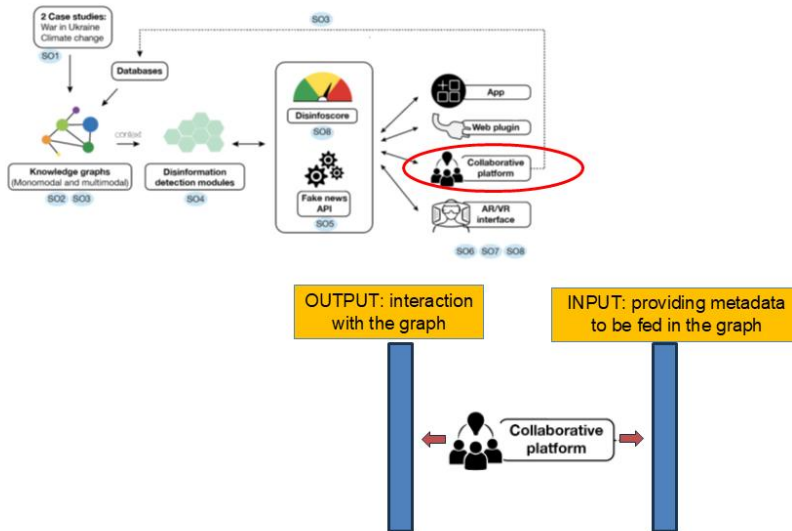 2 Case studies:
War in Ukraine
Climate change
SO1
SO3
Databases
context
Knowledge graphs
(Monomodal and multimodal)
SO2 SO3
Disinformation
detection modules
SO4
Disinfoscore
SO8
Fake news
API
SO5
App
Web plugin
Collaborative
platform
AR/VR
interface
SO6 SO7 SO8
OUTPUT: interaction
with the graph
INPUT: providing metadata
to be fed in the graph
Collaborative
platform